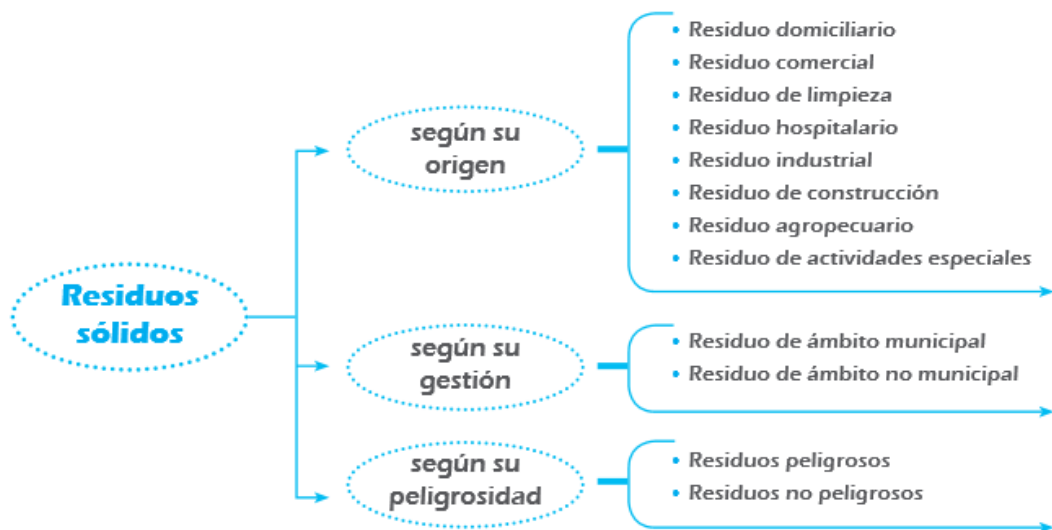 Residuos
sólidos
según su
origen
• Residuo domiciliario
• Residuo comercial
• Residuo de limpieza
• Residuo hospitalario
• Residuo industrial
• Residuo de construcción
• Residuo agropecuario
• Residuo de actividades especiales
según su
gestión
• Residuo de ámbito municipal
• Residuo de ámbito no municipal
según su
peligrosidad
• Residuos peligrosos
• Residuos no peligrosos